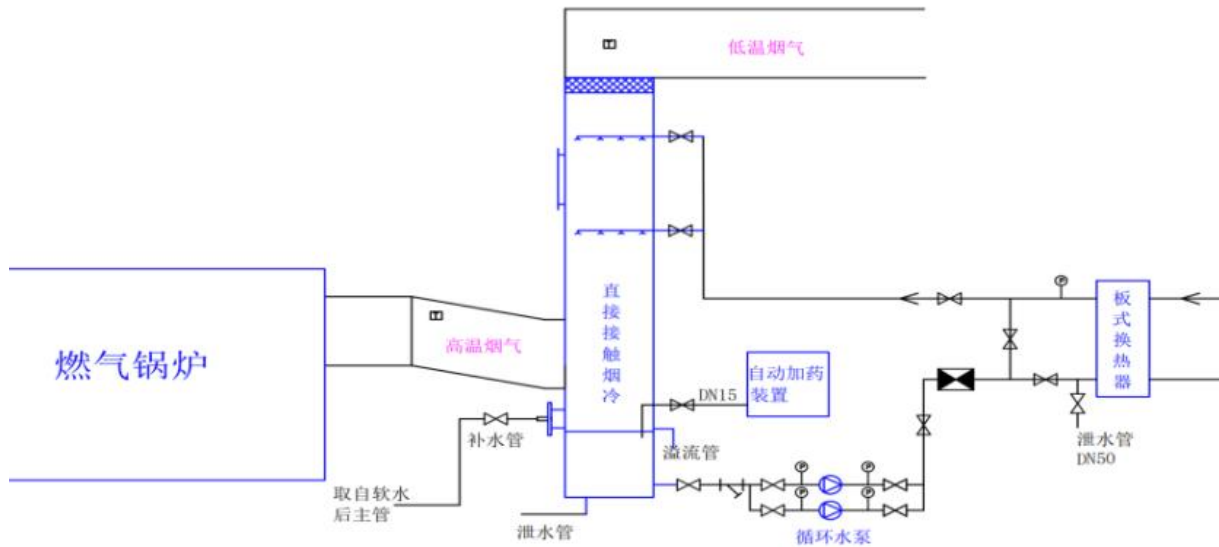 低温烟气
燃气锅炉
高温烟气
直接接触烟冷
板式换热器
自动加药
装置
DN15
补水管
溢流管
取自软水
后主管
泄水管
循环水泵
泄水管
DN50
T
T
P
P
P
P
P